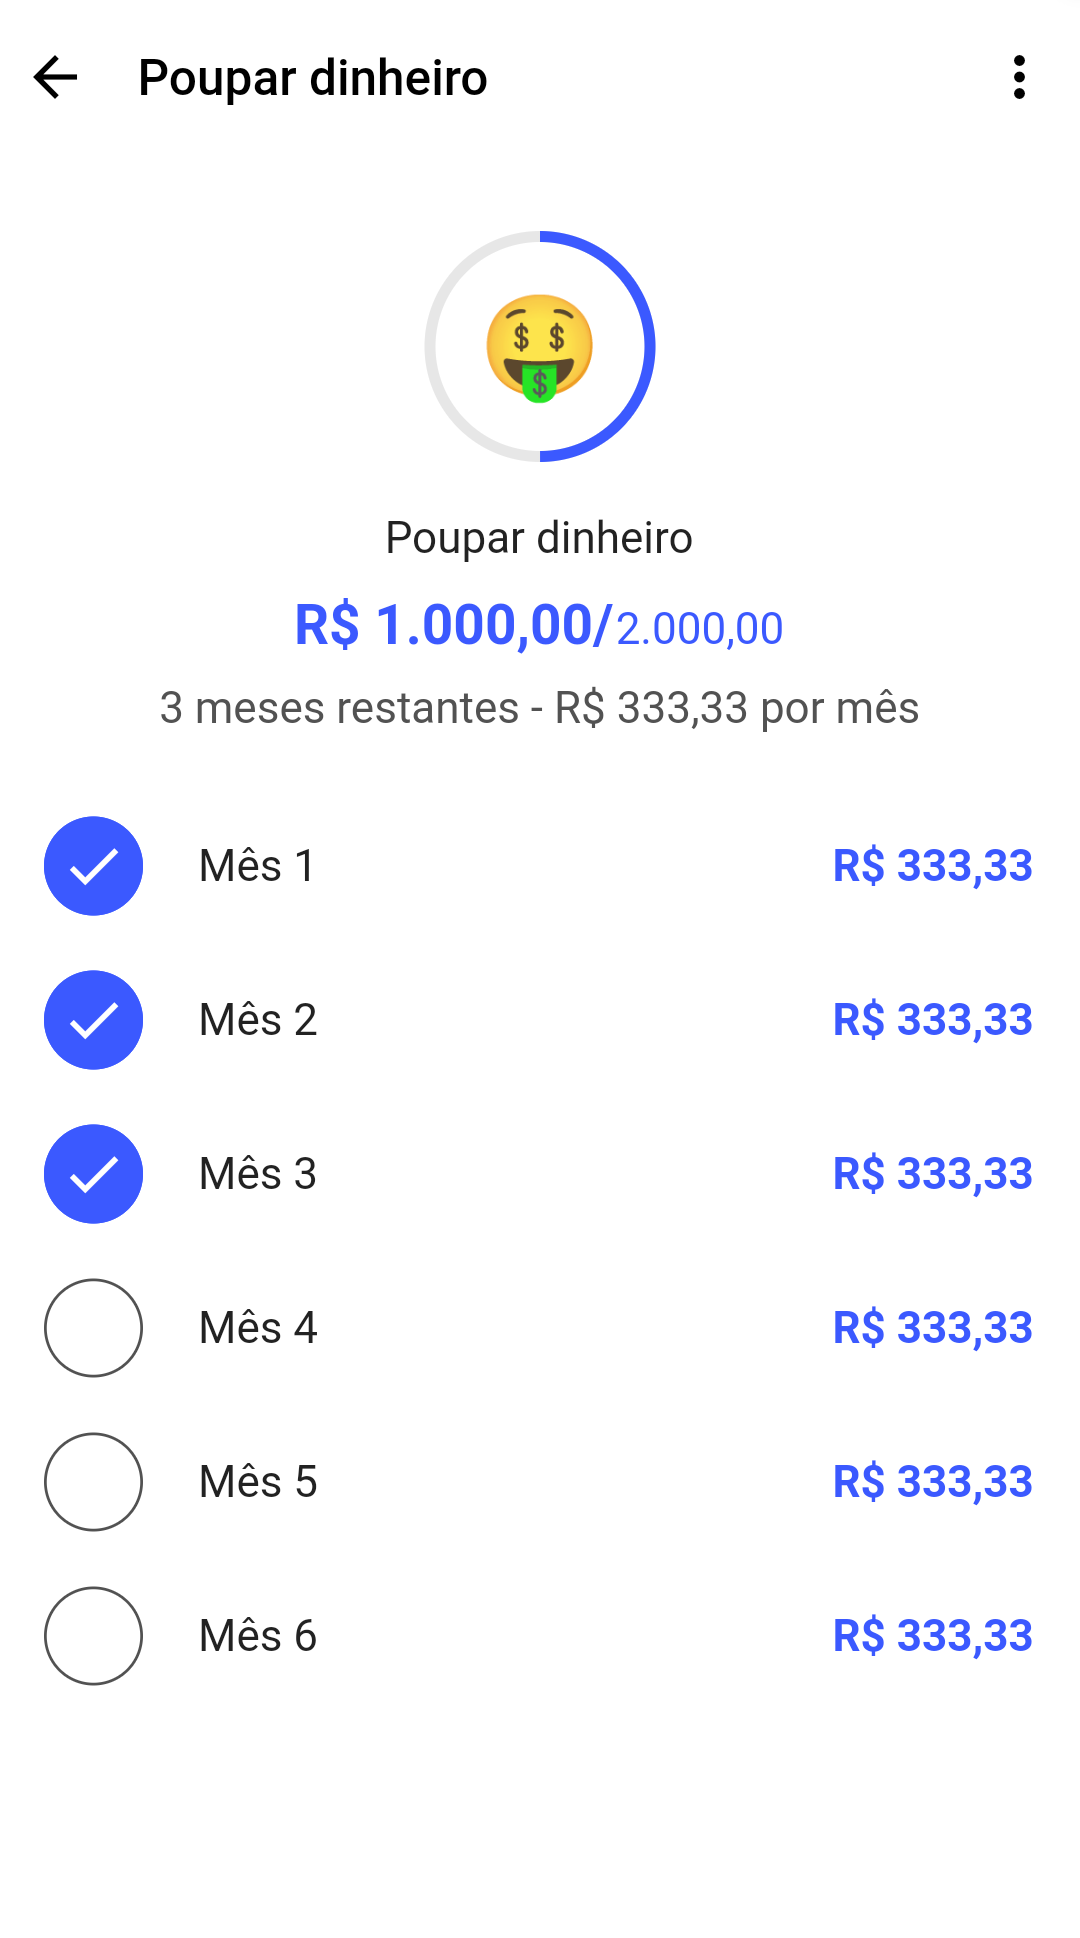 Poupar dinheiro
Poupar dinheiro
R$ 1.000,00/2.000,00
3 meses restantes - R$ 333,33 por mês
Mês 1 R$ 333,33
Mês 2 R$ 333,33
Mês 3 R$ 333,33
Mês 4 R$ 333,33
Mês 5 R$ 333,33
Mês 6 R$ 333,33